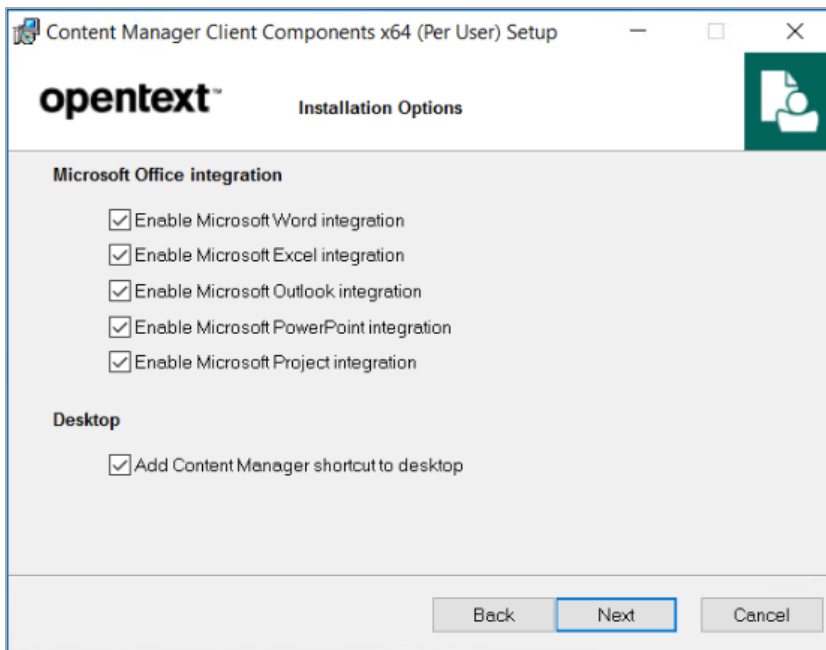 Content Manager Client Components x64 (Per User) Setup
opentext™
Installation Options
Microsoft Office integration
Enable Microsoft Word integration
Enable Microsoft Excel integration
Enable Microsoft Outlook integration
Enable Microsoft PowerPoint integration
Enable Microsoft Project integration
Desktop
Add Content Manager shortcut to desktop
Back Next Cancel